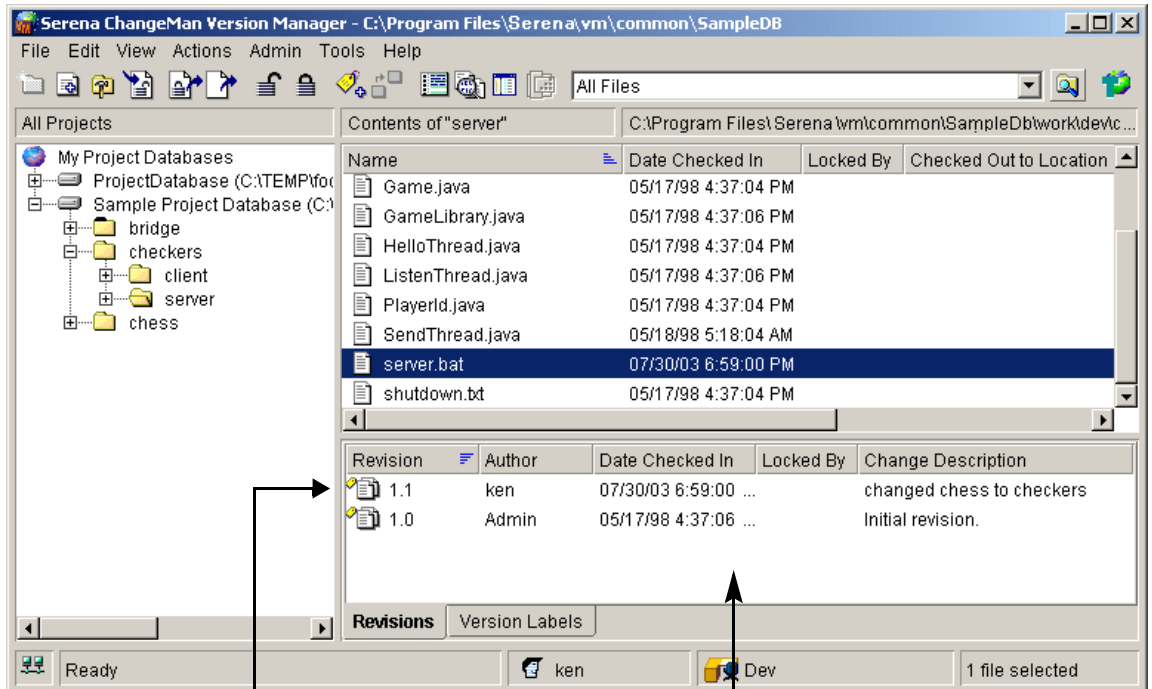 Serena ChangeMan Version Manager - C:\Program Files\Serena\vm\common\SampleDB
File Edit View Actions Admin Tools Help
All Files
All Projects
Contents of "server"
C:\Program Files\Serena\vm\common\SampleDb\work\dev\c...
My Project Databases
ProjectDatabase (C:\TEMP\foo
Sample Project Database (C:\
bridge
checkers
client
server
chess
Name Date Checked In Locked By Checked Out to Location
Game.java 05/17/98 4:37:04 PM
GameLibrary.java 05/17/98 4:37:06 PM
HelloThread.java 05/17/98 4:37:04 PM
ListenThread.java 05/17/98 4:37:06 PM
PlayerId.java 05/17/98 4:37:04 PM
SendThread.java 05/18/98 5:18:04 AM
server.bat 07/30/03 6:59:00 PM
shutdown.txt 05/17/98 4:37:04 PM
Revision Author Date Checked In Locked By Change Description
1.1 ken 07/30/03 6:59:00 ... changed chess to checkers
1.0 Admin 05/17/98 4:37:06 ... Initial revision.
Revisions Version Labels
Ready ken Dev 1 file selected